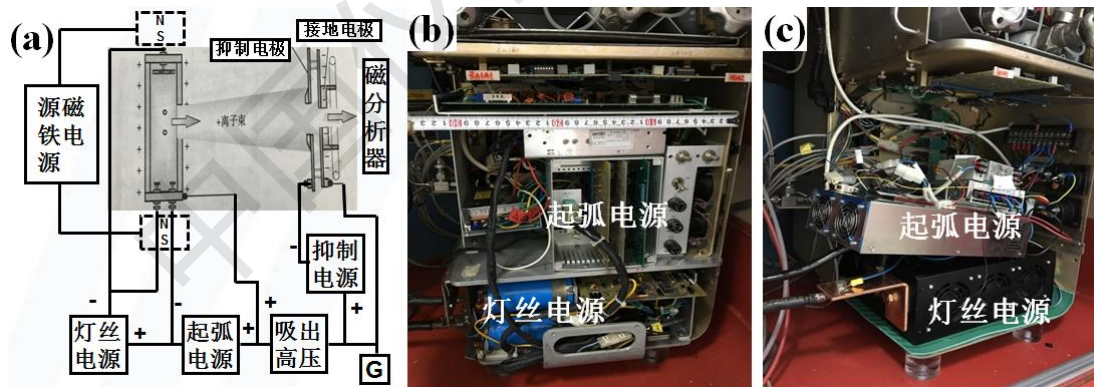 (a)
N
S
抑制电极
接地电极
源磁
铁电
源
+离子束
磁
分
析
器
N
S
-
抑制
电源
-
+
-
+
+
+
灯丝
电源
起弧
电源
吸出
高压
G
(b)
3A1A1
起弧电源
灯丝电源
(c)
起弧电源
灯丝电源